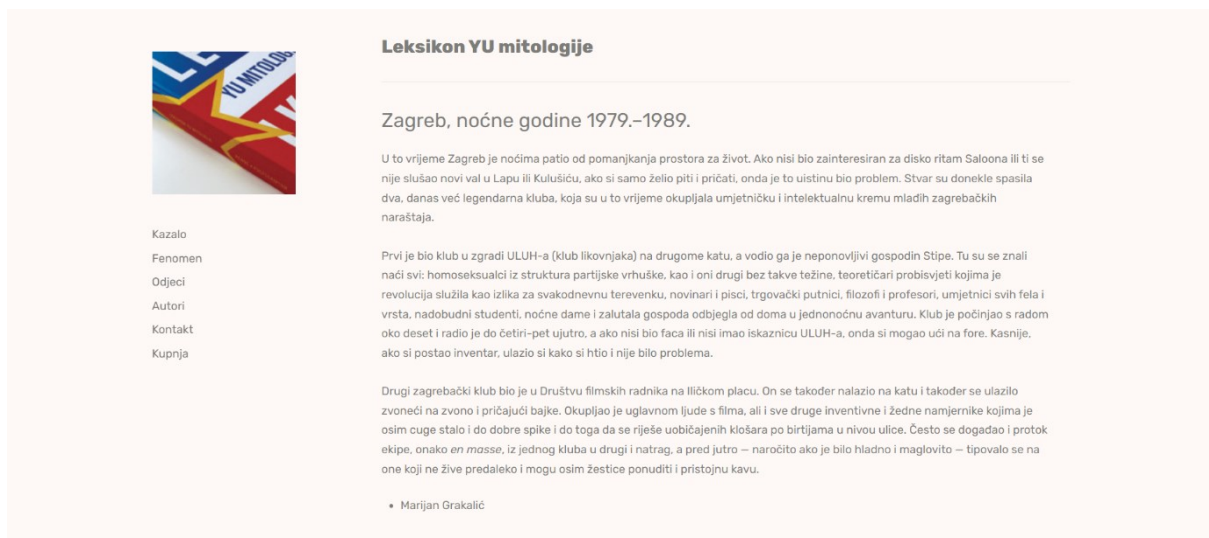 LE
YU MITOLOG
Leksikon YU mitologije
Kazalo
Fenomen
Odjeci
Autori
Kontakt
Kupnja
Zagreb, noćne godine 1979.–1989.
U to vrijeme Zagreb je noćima patio od pomanjkanja prostora za život. Ako nisi bio zainteresiran za disko ritam Saloona ili ti se
nije slušao novi val u Lapu ili Kulušiću, ako si samo želio piti i pričati, onda je to uistinu bio problem. Stvar su donekle spasila
dva, danas već legendarna kluba, koja su u to vrijeme okupljala umjetničku i intelektualnu kremu mlađih zagrebačkih
naraštaja.
Prvi je bio klub u zgradi ULUH-a (klub likovnjaka) na drugome katu, a vodio ga je neponovljivi gospodin Stipe. Tu su se znali
naći svi: homoseksualci iz struktura partijske vrhuške, kao i oni drugi bez takve težine, teoretičari probisvjeti kojima je
revolucija služila kao izlika za svakodnevnu terevenku, novinari i pisci, trgovački putnici, filozofi i profesori, umjetnici svih fela i
vrsta, nadobudni studenti, noćne dame i zalutala gospoda odbjegla od doma u jednonoćnu avanturu. Klub je počinjao s radom
oko deset i radio je do četiri-pet ujutro, a ako nisi bio faca ili nisi imao iskaznicu ULUH-a, onda si mogao ući na fore. Kasnije,
ako si postao inventar, ulazio si kako si htio i nije bilo problema.
Drugi zagrebački klub bio je u Društvu filmskih radnika na Iličkom placu. On se također nalazio na katu i također se ulazilo
zvoneći na zvono i pričajući bajke. Okupljao je uglavnom ljude s filma, ali i sve druge inventivne i žedne namjernike kojima je
osim cuge stalo i do dobre spike i do toga da se riješe uobičajenih klošara po birtijama u nivou ulice. Često se događao i protok
ekipe, onako en masse, iz jednog kluba u drugi i natrag, a pred jutro — naročito ako je bilo hladno i maglovito — tipovalo se na
one koji ne žive predaleko i mogu osim žestice ponuditi i pristojnu kavu.
• Marijan Grakalić